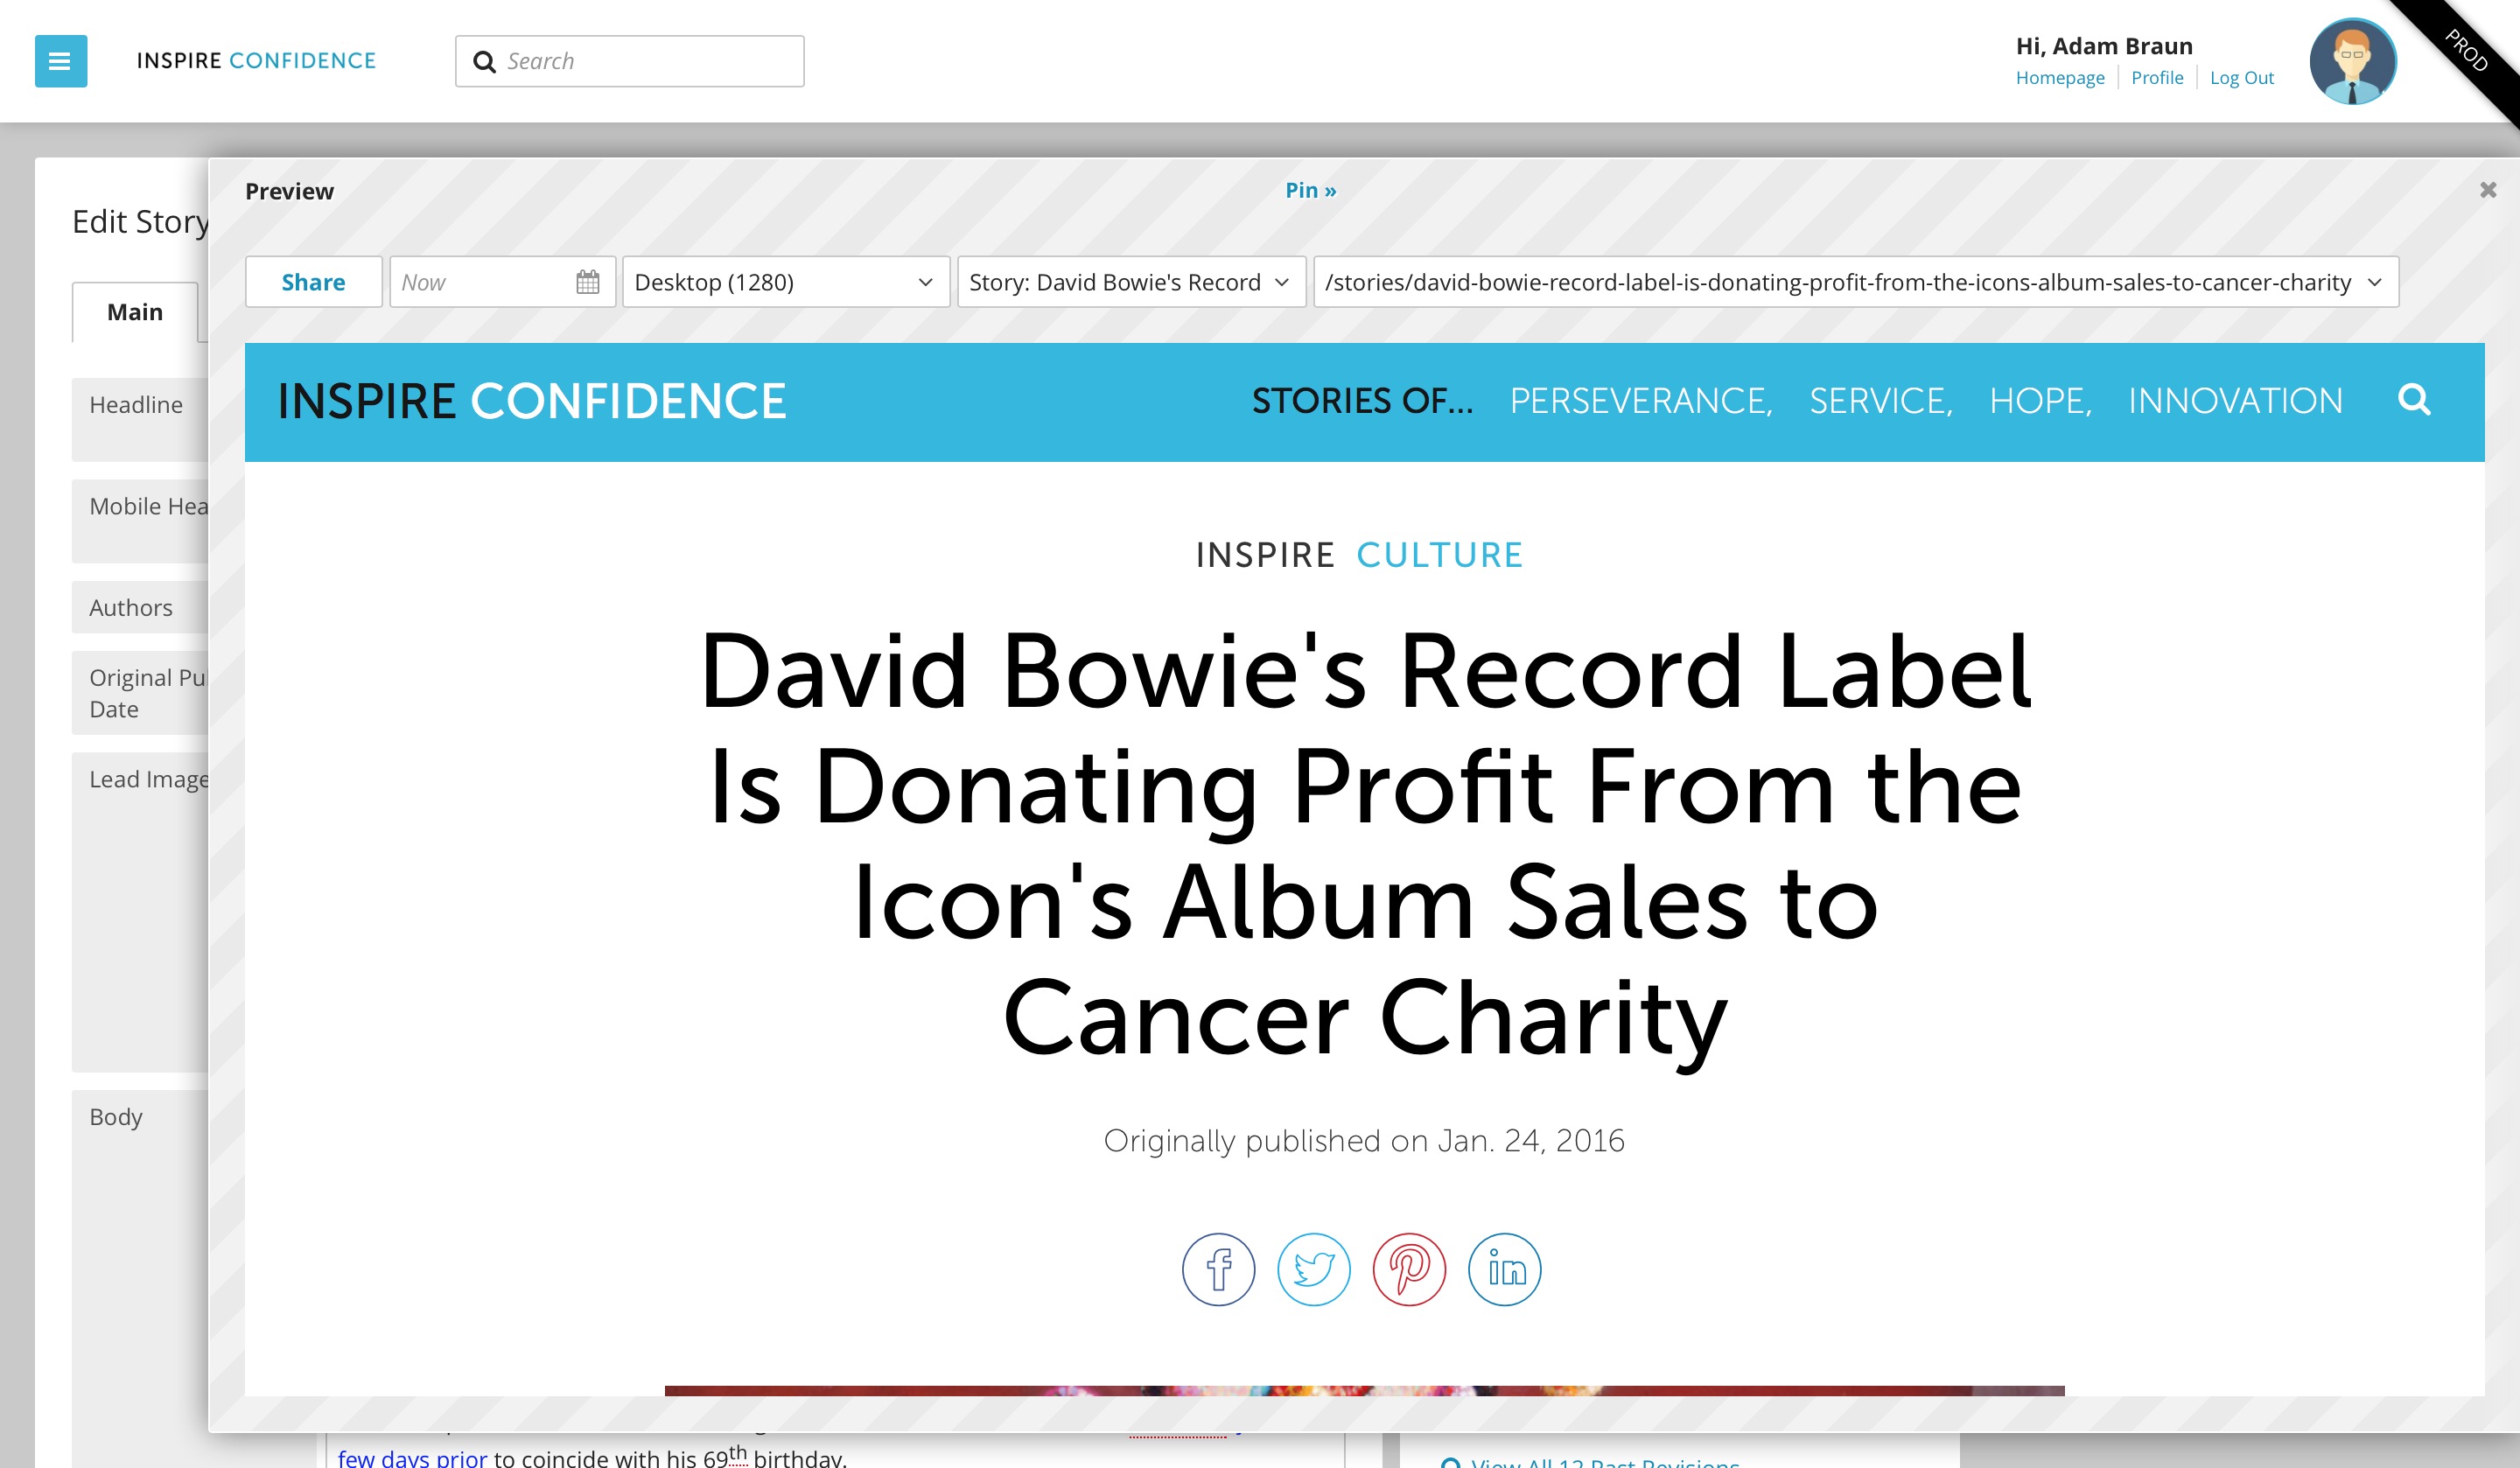 INSPIRE CONFIDENCE
Search
Hi, Adam Braun
Homepage
Profile
Log Out
PROD
Edit Story
Main
Headline
Mobile Hea
Authors
Original Pu
Date
Lead Image
Body
Preview
Pin »
Share
Now
Desktop (1280)
Story: David Bowie's Record
/stories/david-bowie-record-label-is-donating-profit-from-the-icons-album-sales-to-cancer-charity
INSPIRE CONFIDENCE
STORIES OF... PERSEVERANCE, SERVICE, HOPE, INNOVATION
INSPIRE CULTURE
David Bowie's Record Label
Is Donating Profit From the
Icon's Album Sales to
Cancer Charity
Originally published on Jan. 24, 2016
few days prior to coincide with his 69th birthday.
View All 12 Past Revisions